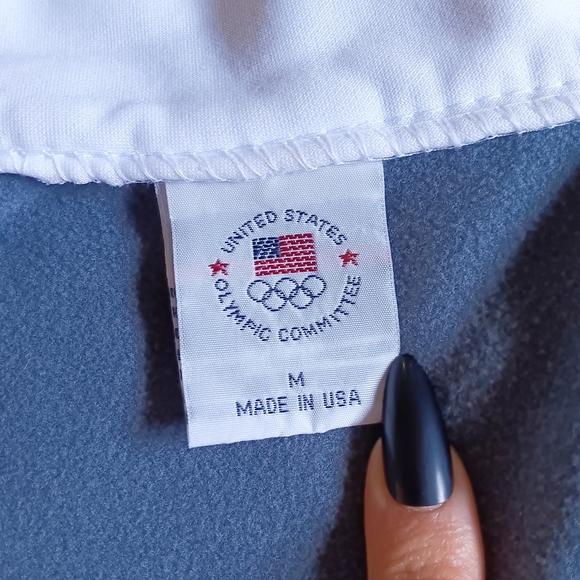 UNITED STATES
OLYMPIC COMMITTEE
M
MADE IN USA